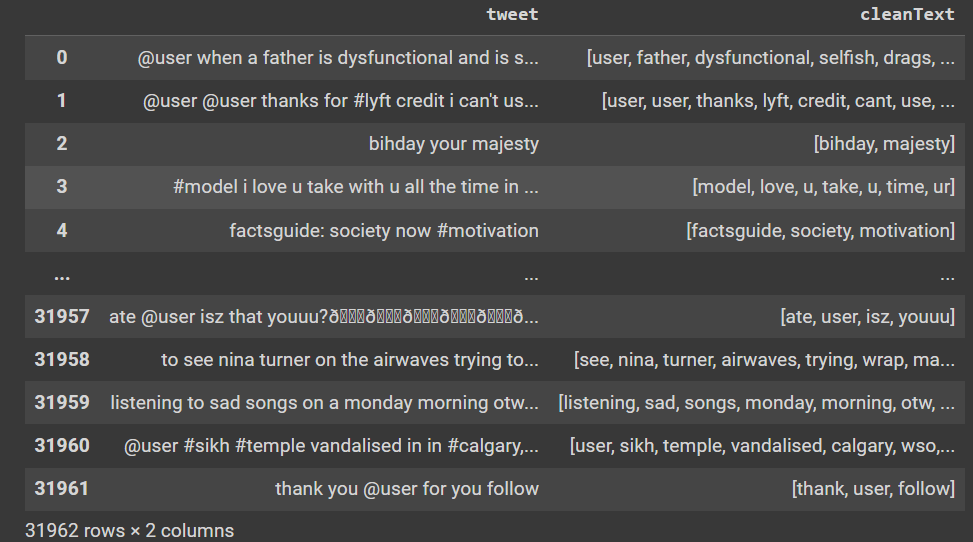 tweet cleanText
0 @user when a father is dysfunctional and is s... [user, father, dysfunctional, selfish, drags, ...
1 @user @user thanks for #lyft credit i can't us... [user, user, thanks, lyft, credit, cant, use, ...
2 bihday your majesty [bihday, majesty]
3 #model i love u take with u all the time in ... [model, love, u, take, u, time, ur]
4 factsguide: society now #motivation [factsguide, society, motivation]
... ... ...
31957 ate @user isz that youuu?ð...ð...ð...ð...ð...ð... [ate, user, isz, youuu]
31958 to see nina turner on the airwaves trying to... [see, nina, turner, airwaves, trying, wrap, ma...
31959 listening to sad songs on a monday morning otw... [listening, sad, songs, monday, morning, otw, ...
31960 @user #sikh #temple vandalised in in #calgary,... [user, sikh, temple, vandalised, calgary, wso,...
31961 thank you @user for you follow [thank, user, follow]
31962 rows × 2 columns